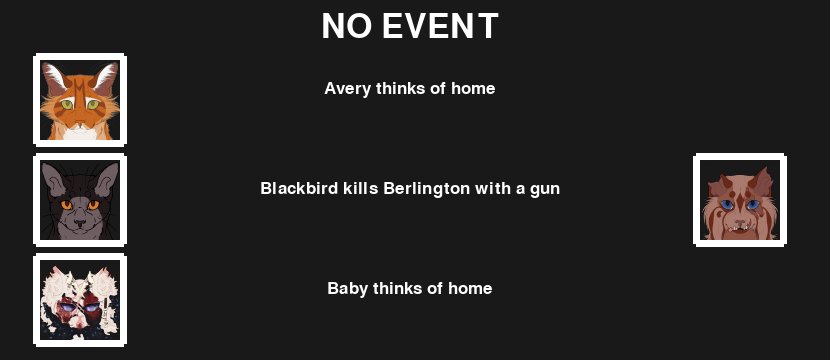 NO EVENT
Avery thinks of home
Blackbird kills Berlington with a gun
Baby thinks of home